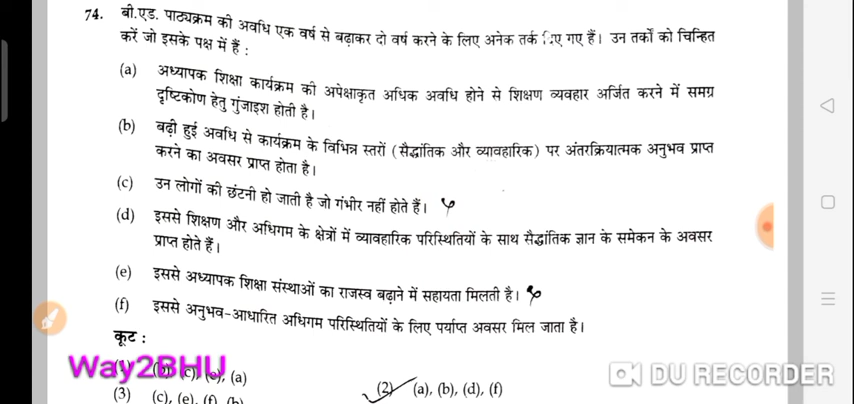 74. बी.एड. पाठ्यक्रम की अवधि एक वर्ष से बढ़ाकर दो वर्ष करने के लिए अनेक तर्क दिए गए हैं। उन तर्कों को चिन्हित
करें जो इसके पक्ष में हैं :
(a) अध्यापक शिक्षा कार्यक्रम की अपेक्षाकृत अधिक अवधि होने से शिक्षण व्यवहार अर्जित करने में समग्र
दृष्टिकोण हेतु गुंजाइश होती है।
(b) बढ़ी हुई अवधि से कार्यक्रम के विभिन्न स्तरों (सैद्धांतिक और व्यावहारिक) पर अंतरक्रियात्मक अनुभव प्राप्त
करने का अवसर प्राप्त होता है।
(c) उन लोगों की छंटनी हो जाती है जो गंभीर नहीं होते हैं।
(d) इससे शिक्षण और अधिगम के क्षेत्रों में व्यावहारिक परिस्थितियों के साथ सैद्धांतिक ज्ञान के समेकन के अवसर
प्राप्त होते हैं।
(e) इससे अध्यापक शिक्षा संस्थाओं का राजस्व बढ़ाने में सहायता मिलती है।
(f) इससे अनुभव-आधारित अधिगम परिस्थितियों के लिए पर्याप्त अवसर मिल जाता है।
कूट :
Way2BHU
(1) (b), (c), (e), (a)
(2) (a), (b), (d), (f)
(3) (c), (e), (f), (b)
DU RECORDER